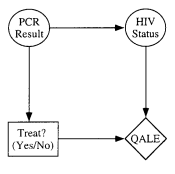 PCR
Result
HIV
Status
Treat?
(Yes/No)
QALE